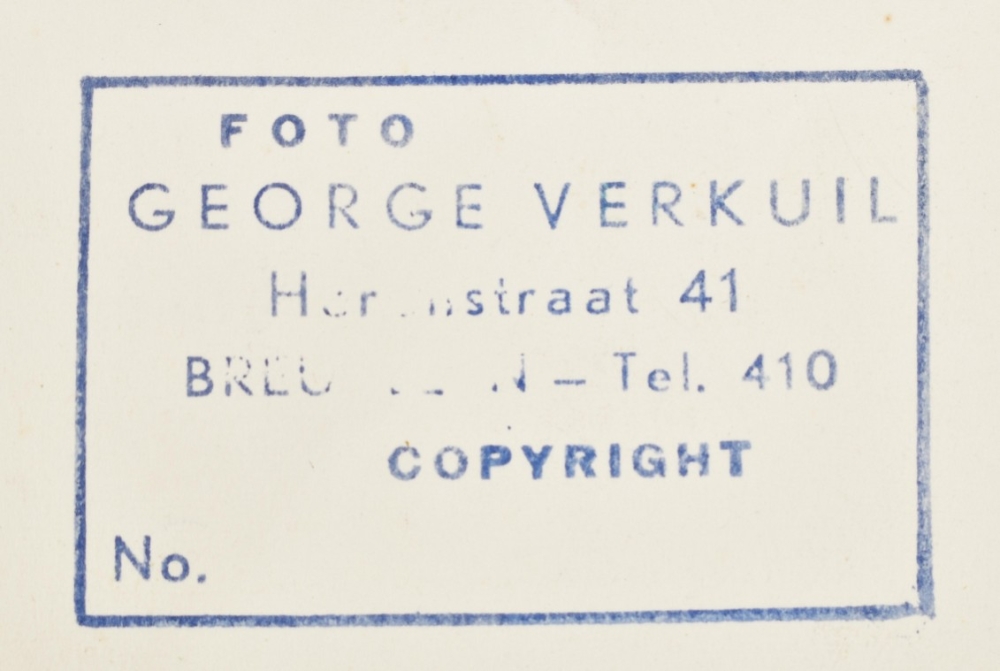 FOTO
GEORGE VERKUIL
41
– Tel. 410
COPYRIGHT
No.